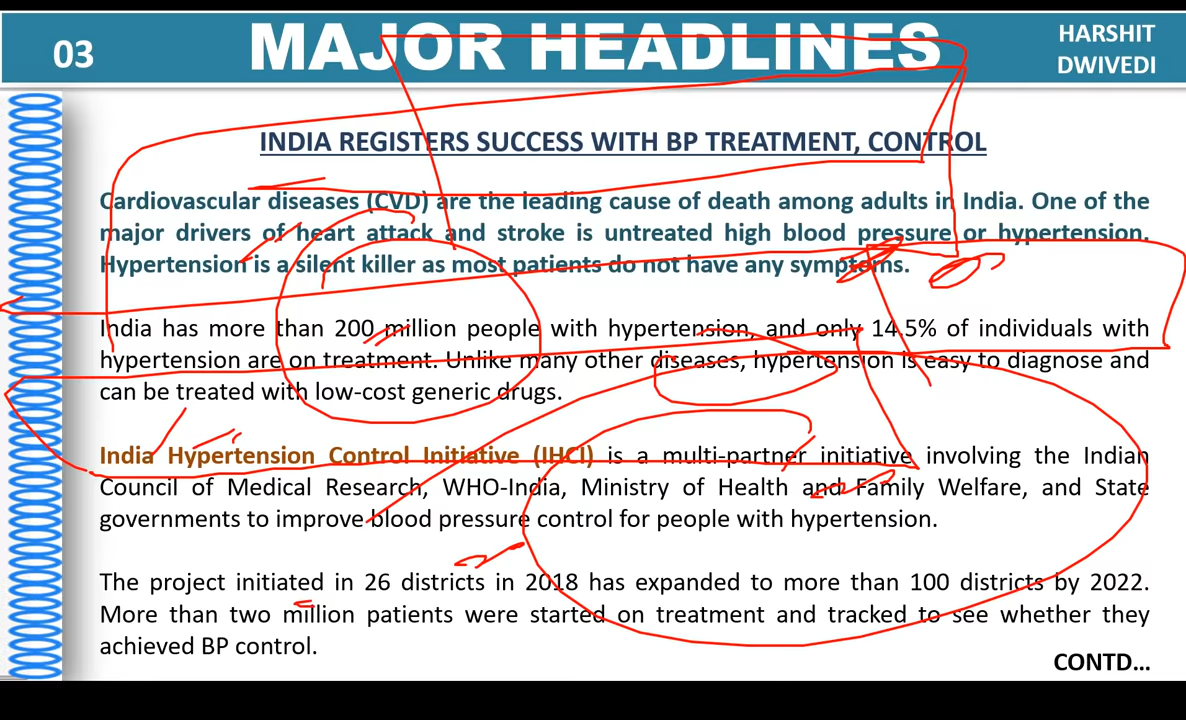 03
MAJOR HEADLINES
HARSHIT
DWIVEDI
INDIA REGISTERS SUCCESS WITH BP TREATMENT, CONTROL
Cardiovascular diseases (CVD) are the leading cause of death among adults in India. One of the
major drivers of heart attack and stroke is untreated high blood pressure or hypertension.
Hypertension is a silent killer as most patients do not have any symptoms.
India has more than 200 million people with hypertension, and only 14.5% of individuals with
hypertension are on treatment. Unlike many other diseases, hypertension is easy to diagnose and
can be treated with low-cost generic drugs.
India Hypertension Control Initiative (IHCI) is a multi-partner initiative involving the Indian
Council of Medical Research, WHO-India, Ministry of Health and Family Welfare, and State
governments to improve blood pressure control for people with hypertension.
The project initiated in 26 districts in 2018 has expanded to more than 100 districts by 2022.
More than two million patients were started on treatment and tracked to see whether they
achieved BP control.
CONTD...